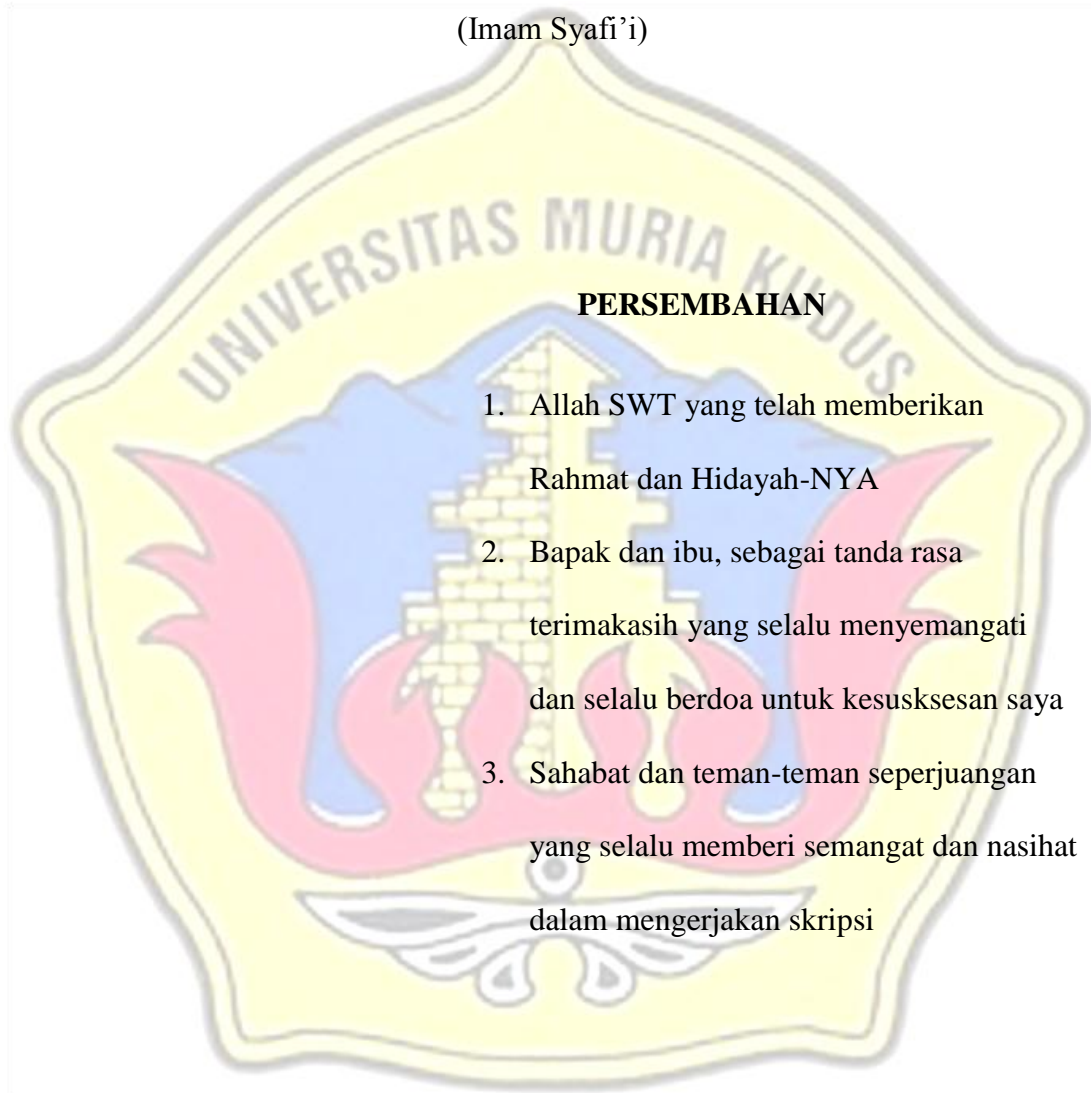 (Imam Syafi’i)
UNIVERSITAS MURIA KUDUS
PERSEMBAHAN
1. Allah SWT yang telah memberikan
Rahmat dan Hidayah-NYA
2. Bapak dan ibu, sebagai tanda rasa
terimakasih yang selalu menyemangati
dan selalu berdoa untuk kesusksesan saya
3. Sahabat dan teman-teman seperjuangan
yang selalu memberi semangat dan nasihat
dalam mengerjakan skripsi